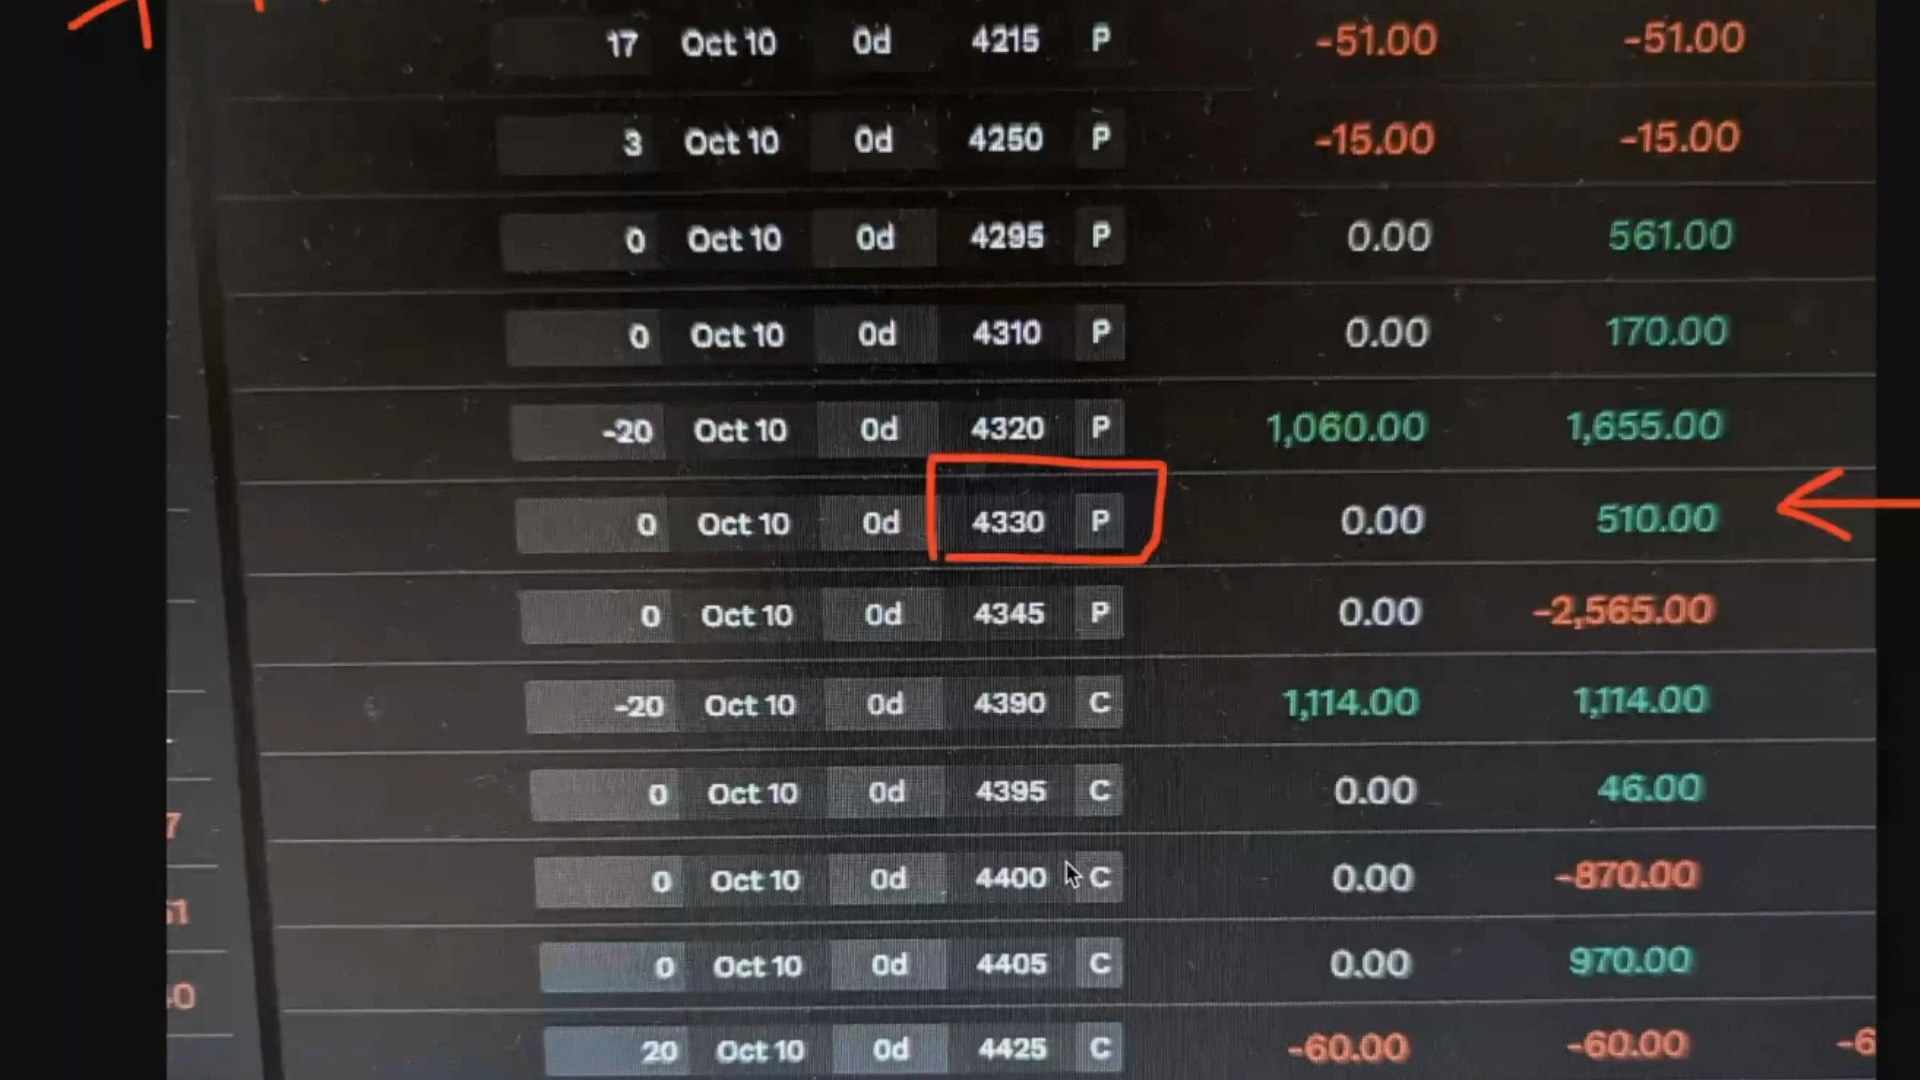 17 Oct 10 0d 4215 P -51.00 -51.00
3 Oct 10 0d 4250 P -15.00 -15.00
0 Oct 10 0d 4295 P 0.00 561.00
0 Oct 10 0d 4310 P 0.00 170.00
-20 Oct 10 0d 4320 P 1,060.00 1,655.00
0 Oct 10 0d 4330 P 0.00 510.00
0 Oct 10 0d 4345 P 0.00 -2,565.00
-20 Oct 10 0d 4390 C 1,114.00 1,114.00
7 0 Oct 10 0d 4395 C 0.00 46.00
0 Oct 10 0d 4400 C 0.00 -870.00
0 Oct 10 0d 4405 C 0.00 970.00
20 Oct 10 0d 4425 C -60.00 -60.00 -6